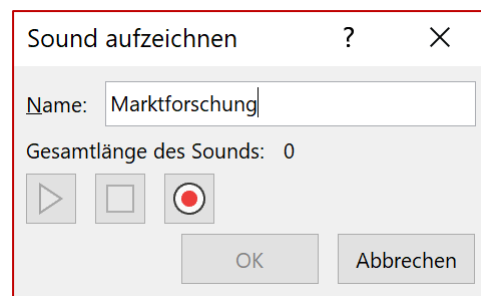 Sound aufzeichnen ?
Name: Marktforschung
Gesamtlänge des Sounds: 0
OK Abbrechen